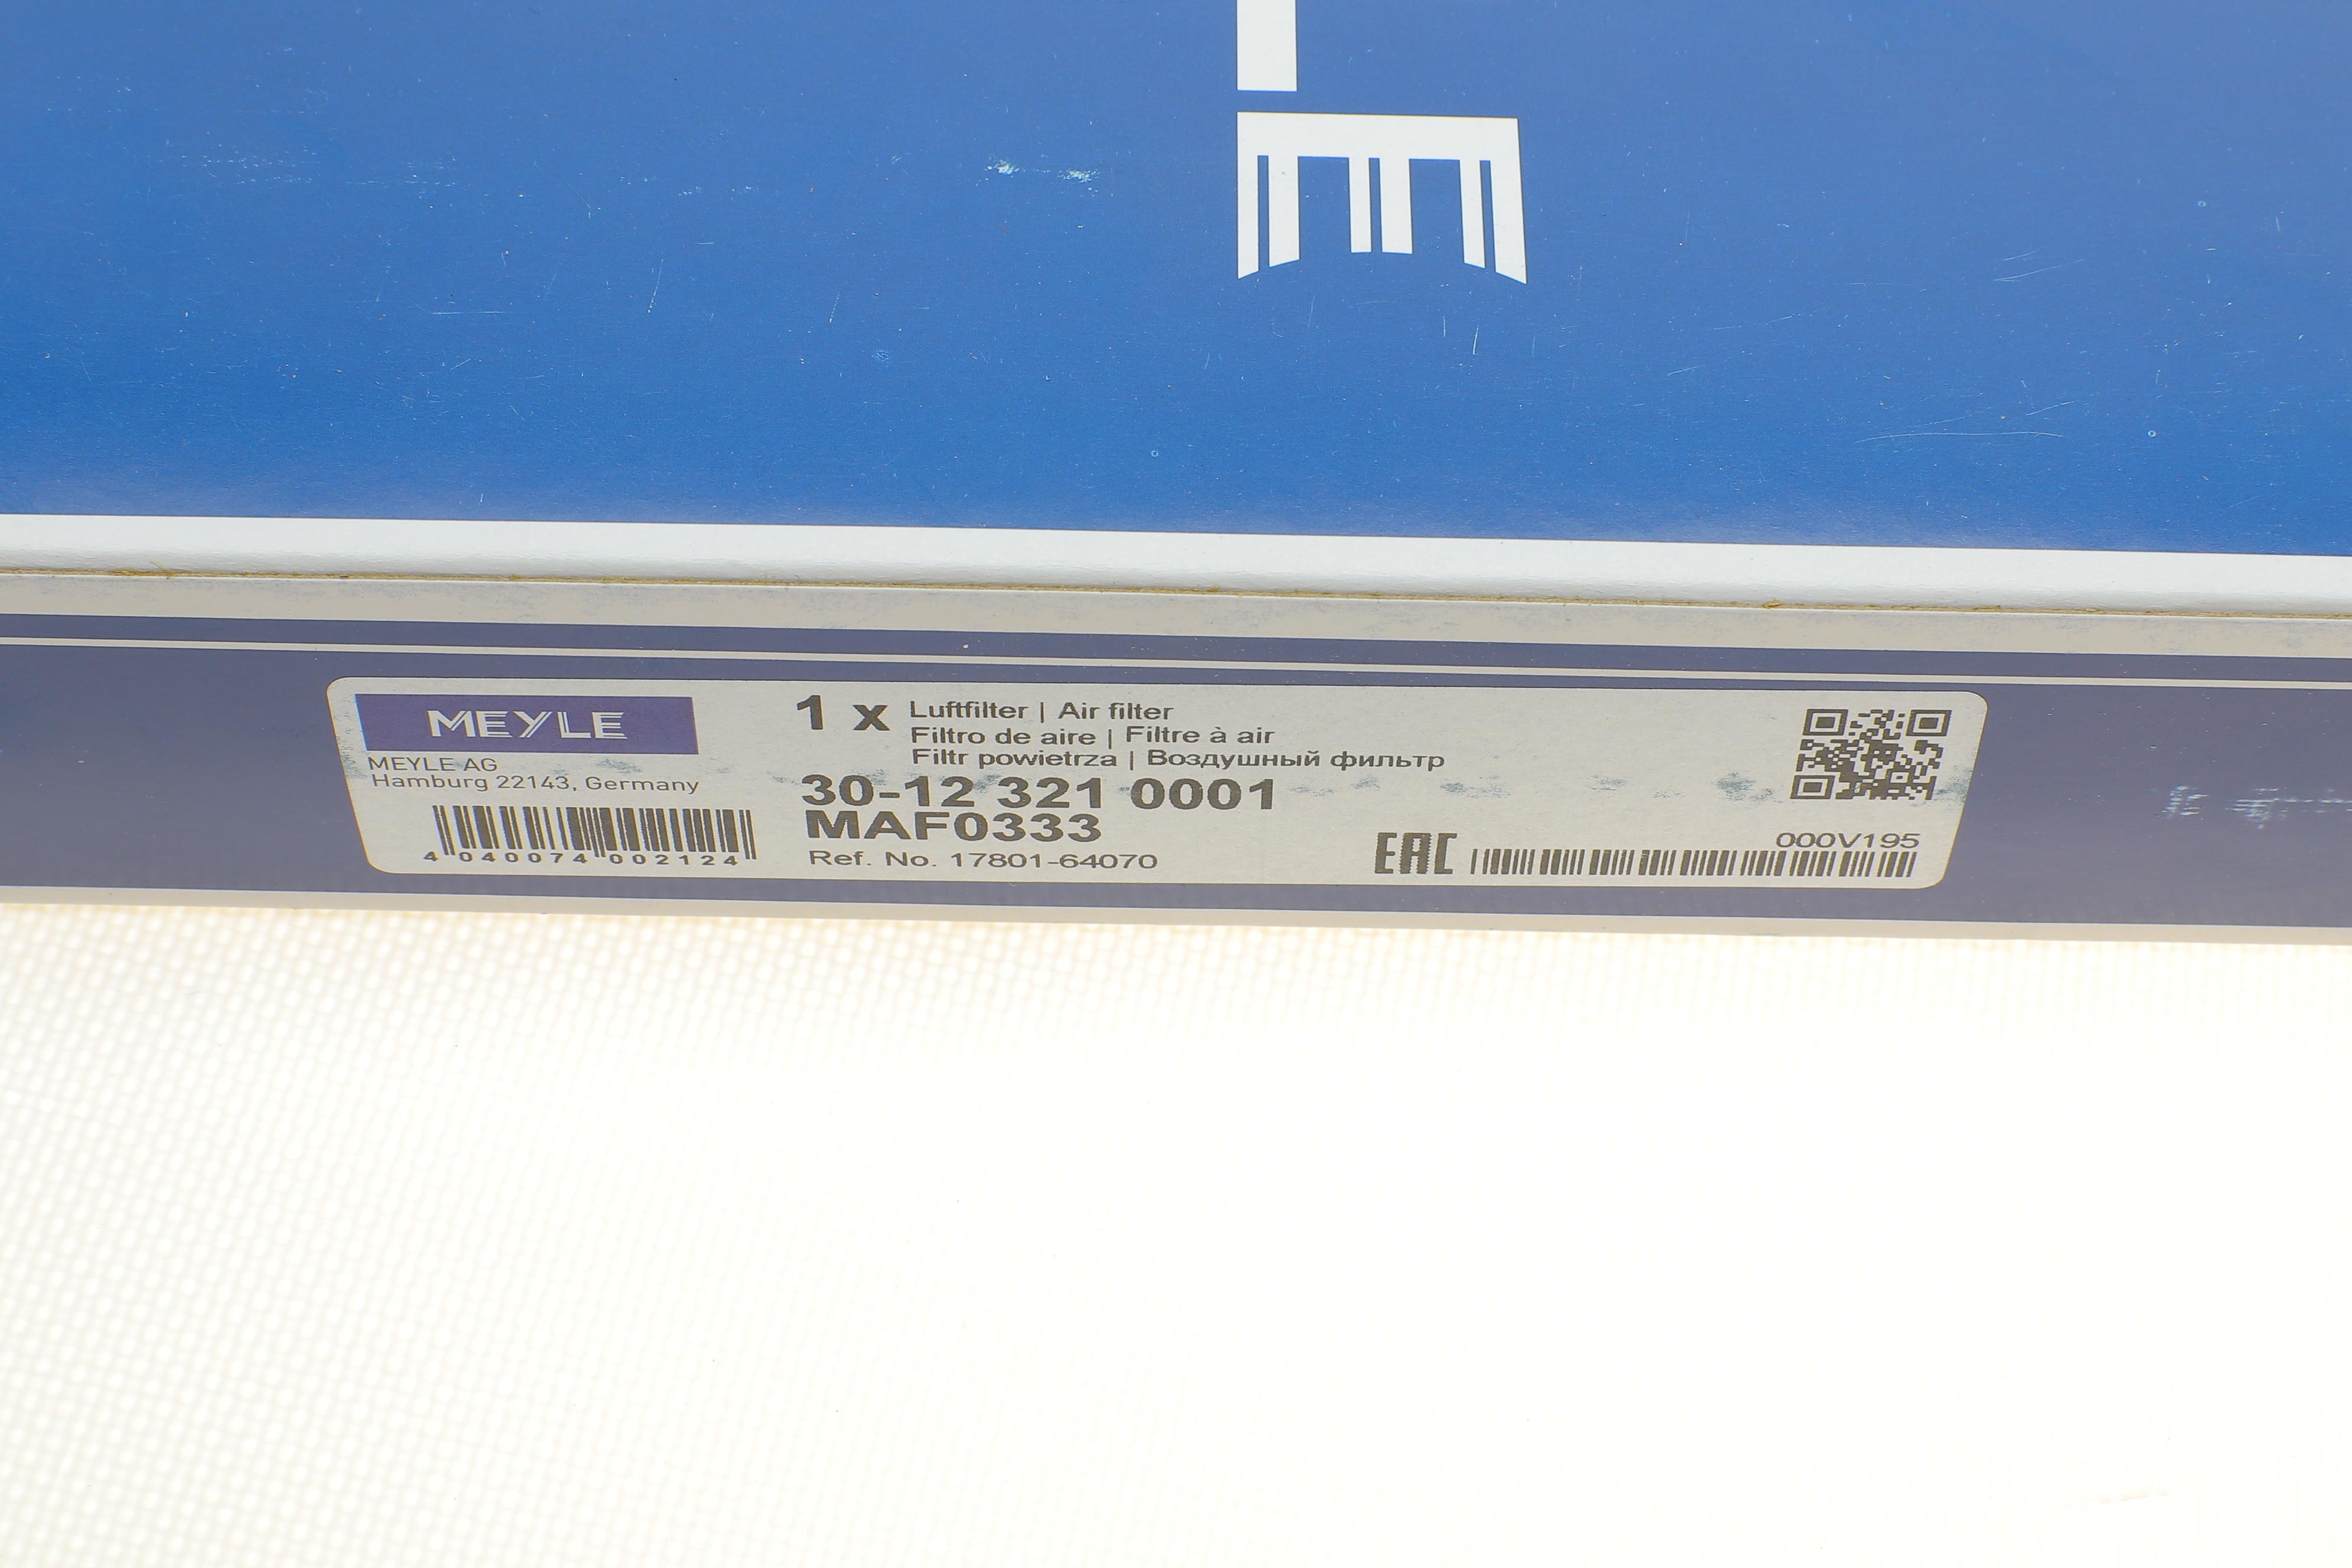 LE
MEYLE
MEYLE AG
Hamburg 22143, Germany
4 040074 002124
1 x Luftfilter | Air filter
Filtro de aire | Filtre à air
Filtr powietrza | Воздушный фильтр
30-12 321 0001
MAF0333
Ref. No. 17801-64070
EAC
000V195